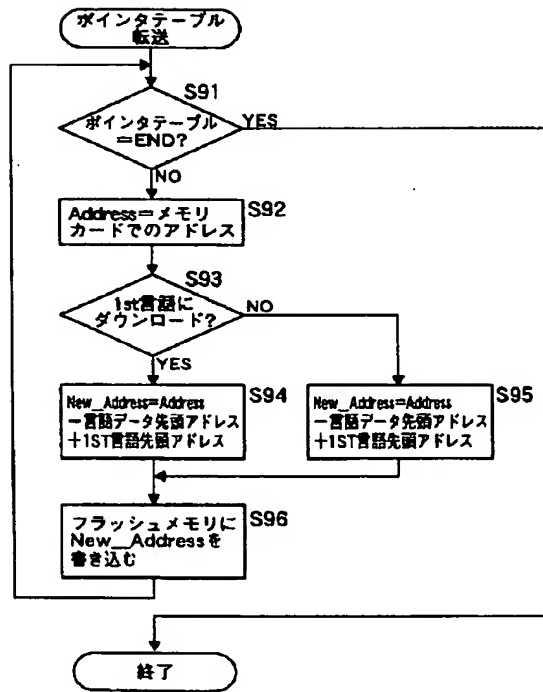 ポインタテーブル
転送
S91
ポインタテーブル
=END?
YES
NO
Address=メモリ
カードでのアドレス
S92
S93
1st言語に
ダウンロード?
NO
YES
New_Address=Address
ー言語データ先頭アドレス
+1ST言語先頭アドレス
S94
New_Address=Address
ー言語データ先頭アドレス
+1ST言語先頭アドレス
S95
フラッシュメモリに
New_Addressを
書き込む
S96
終了